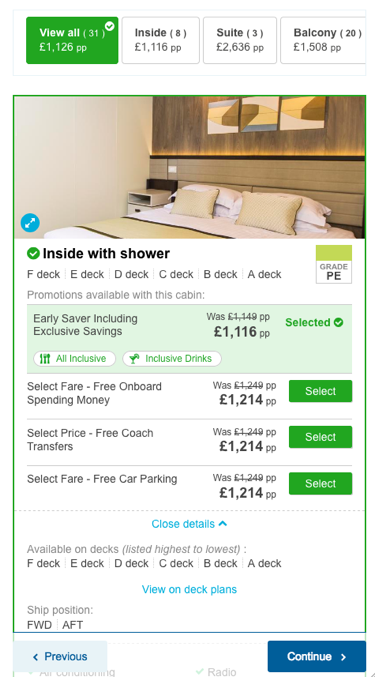 View all ( 31 )
£1,126 pp
Inside ( 8 )
£1,116 pp
Suite ( 3 )
£2,636 pp
Balcony ( 20 )
£1,508 pp
Inside with shower
GRADE
PE
F deck E deck D deck C deck B deck A deck
Promotions available with this cabin:
Early Saver Including
Exclusive Savings
Was £1,149 pp
£1,116 pp
Selected
All Inclusive
Inclusive Drinks
Select Fare - Free Onboard
Spending Money
Was £1,249 pp
£1,214 pp
Select
Select Price - Free Coach
Transfers
Was £1,249 pp
£1,214 pp
Select
Select Fare - Free Car Parking
Was £1,249 pp
£1,214 pp
Select
Close details
Available on decks (listed highest to lowest) :
F deck E deck D deck C deck B deck A deck
View on deck plans
Ship position:
FWD AFT
Previous
Continue
Air conditioning
Radio